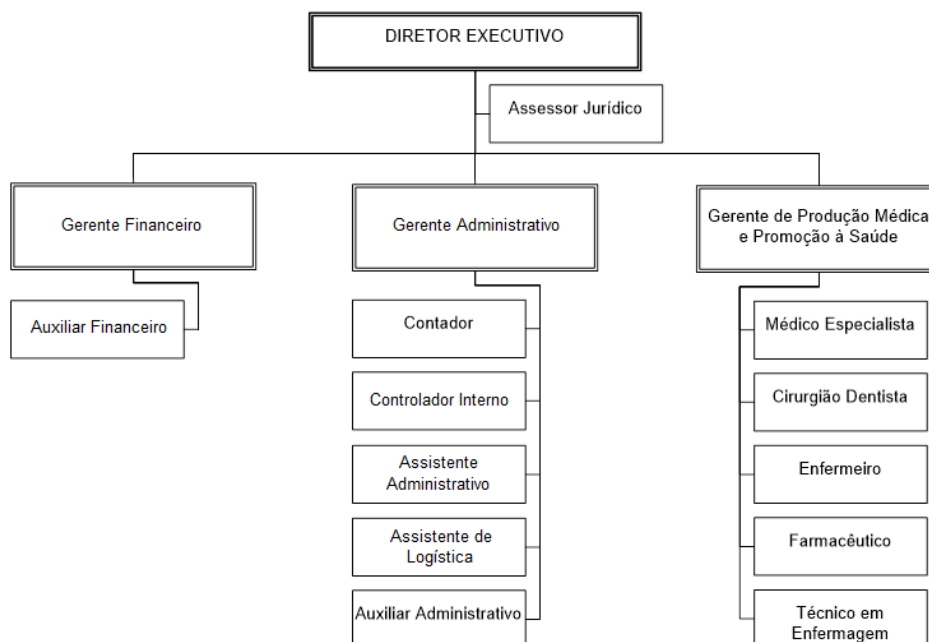 DIRETOR EXECUTIVO
Assessor Jurídico
Gerente Financeiro
Gerente Administrativo
Gerente de Produção Médica
e Promoção à Saúde
Auxiliar Financeiro
Contador
Médico Especialista
Controlador Interno
Cirurgião Dentista
Assistente
Administrativo
Enfermeiro
Assistente de
Logística
Farmacêutico
Auxiliar Administrativo
Técnico em
Enfermagem